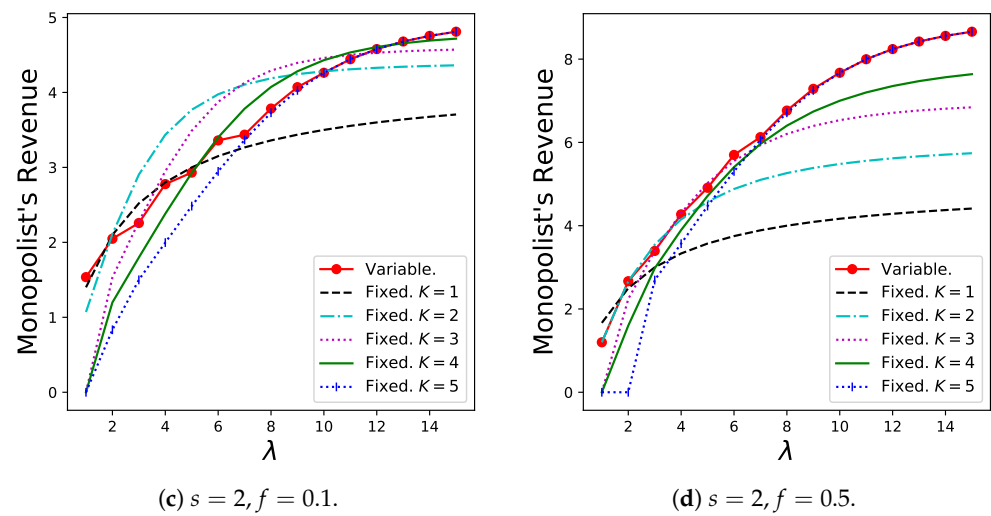 Monopolist's Revenue
5
4
3
2
1
0
Variable.
Fixed. K = 1
Fixed. K = 2
Fixed. K = 3
Fixed. K = 4
Fixed. K = 5
2 4 6 8 10 12 14
λ
(c) s = 2, f = 0.1.
Monopolist's Revenue
8
6
4
2
0
Variable.
Fixed. K = 1
Fixed. K = 2
Fixed. K = 3
Fixed. K = 4
Fixed. K = 5
2 4 6 8 10 12 14
λ
(d) s = 2, f = 0.5.